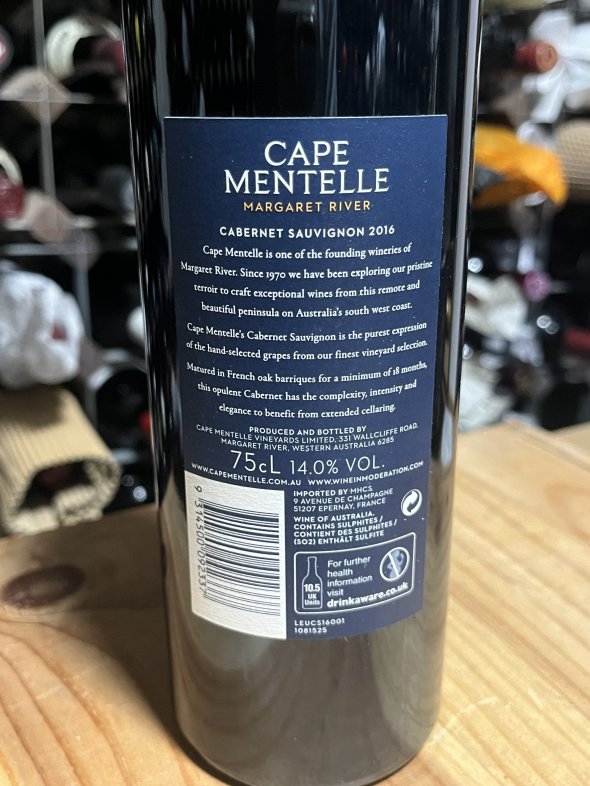 CAPE
MENTELLE
MARGARET RIVER
CABERNET SAUVIGNON 2016
Cape Mentelle is one of the founding wineries of
Margaret River. Since 1970 we have been exploring our pristine
terroir to craft exceptional wines from this remote and
beautiful peninsula on Australia's south west coast.
Cape Mentelle's Cabernet Sauvignon is the purest expression
of the hand-selected grapes from our finest vineyard selection.
Matured in French oak barriques for a minimum of 18 months,
this opulent Cabernet has the complexity, intensity and
elegance to benefit from extended cellaring.
PRODUCED AND BOTTLED BY
CAPE MENTELLE VINEYARDS LIMITED, 331 WALLCLIFFE ROAD,
MARGARET RIVER, WESTERN AUSTRALIA 6285
75cL 14.0% VOL.
WWW.CAPEMENTELLE.COM.AU WWW.WINEINMODERATION.COM
9 34500 092337
IMPORTED BY MHCS,
9 AVENUE DE CHAMPAGNE
51207 EPERNAY, FRANCE
WINE OF AUSTRALIA.
CONTAINS SULPHITES /
CONTIENT DES SULPHITES /
(SO2) ENTHÄLT SULFITE
10.5
UK
Units
For further
health
information
visit
drinkaware.co.uk
LEUCS16001
1081525